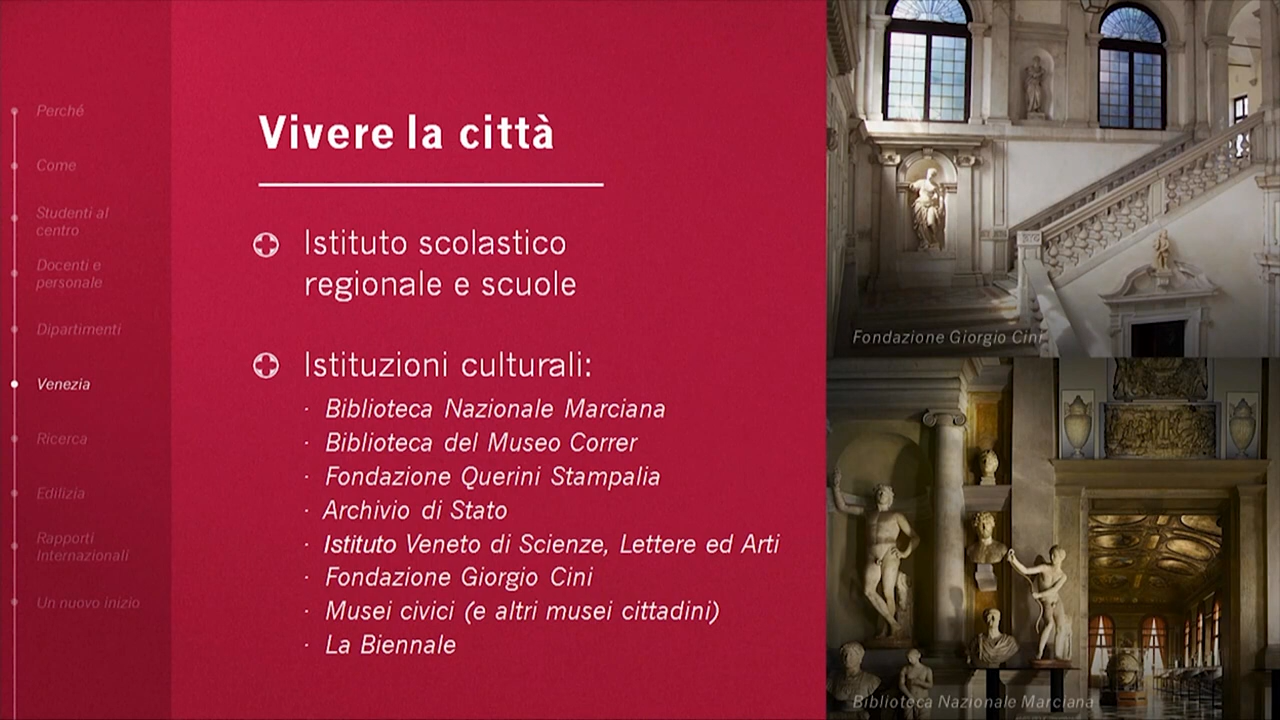 Perché
Come
Studenti al
centro
Docenti e
personale
Dipartimenti
Venezia
Ricerca
Edilizia
Rapporti
Internazionali
Un nuovo inizio
Vivere la città
Istituto scolastico
regionale e scuole
Istituzioni culturali:
· Biblioteca Nazionale Marciana
· Biblioteca del Museo Correr
· Fondazione Querini Stampalia
· Archivio di Stato
· Istituto Veneto di Scienze, Lettere ed Arti
· Fondazione Giorgio Cini
· Musei civici (e altri musei cittadini)
· La Biennale
Fondazione Giorgio Cini
Biblioteca Nazionale Marciana